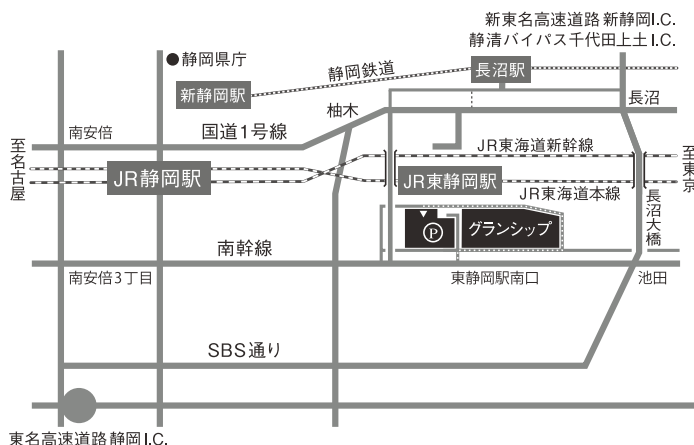 新東名高速道路 新静岡I.C.
静清バイパス千代田上土I.C.
●静岡県庁
静岡鉄道
長沼駅
新静岡駅
柚木
長沼
南安倍
国道1号線
JR東海道新幹線
至名古屋
JR静岡駅
JR東静岡駅
至東京
JR東海道本線
長沼大橋
P
グランシップ
南幹線
南安倍3丁目
東静岡駅南口
池田
SBS通り
東名高速道路 静岡I.C.